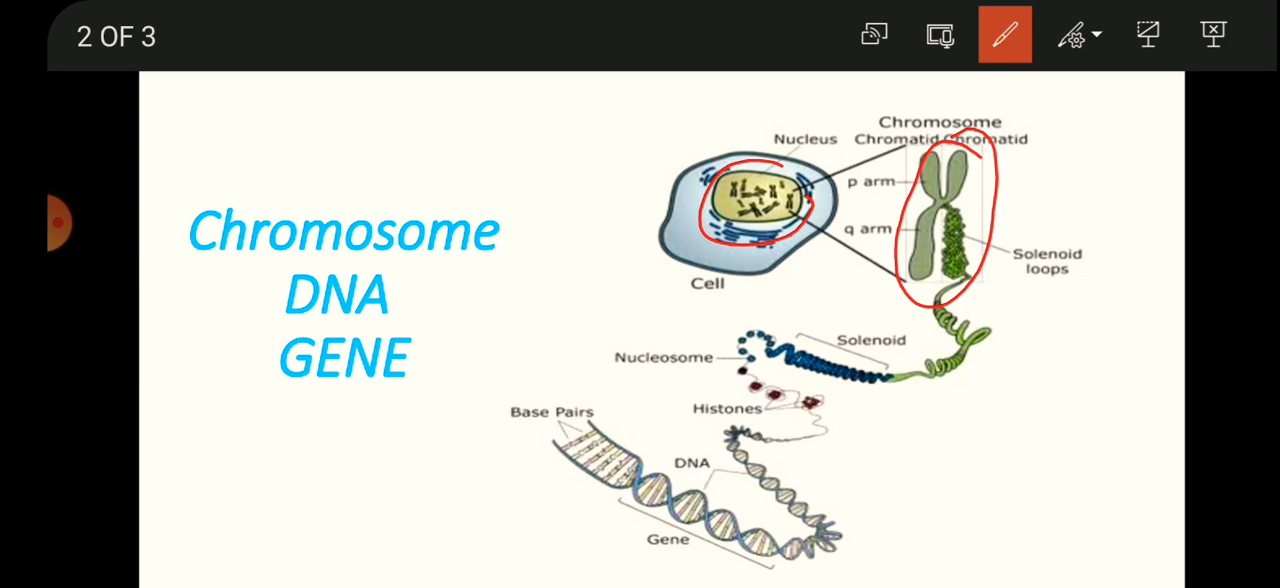 2 OF 3
Chromosome
DNA
GENE
Chromosome
Nucleus
Chromatid Chromatid
p arm
q arm
Solenoid
loops
Cell
Solenoid
Nucleosome
Histones
Base Pairs
DNA
Gene